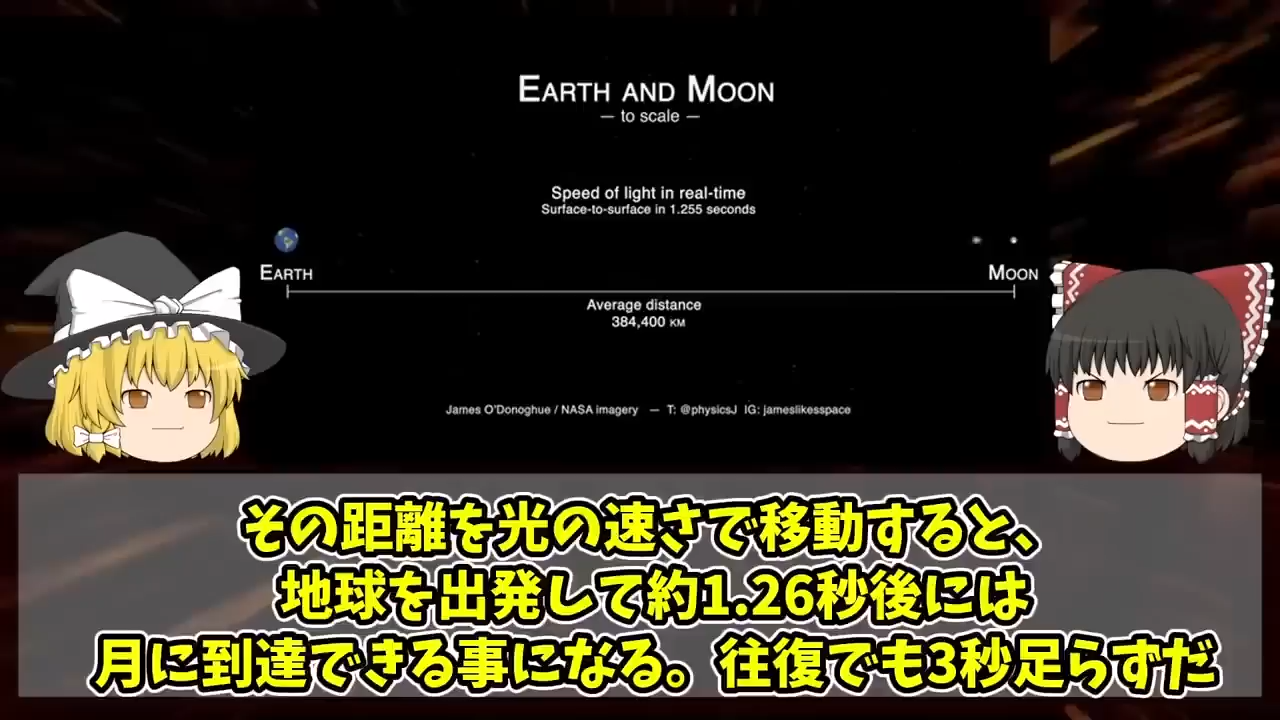 EARTH AND MOON
— to scale —
Speed of light in real-time
Surface-to-surface in 1.255 seconds
EARTH
MOON
Average distance
384,400 KM
James O'Donoghue / NASA imagery — T: @physicsJ IG: jameslikesspace
その距離を光の速さで移動すると、
地球を出発して約1.26秒後には
月に到達できる事になる。往復でも3秒足らずだ